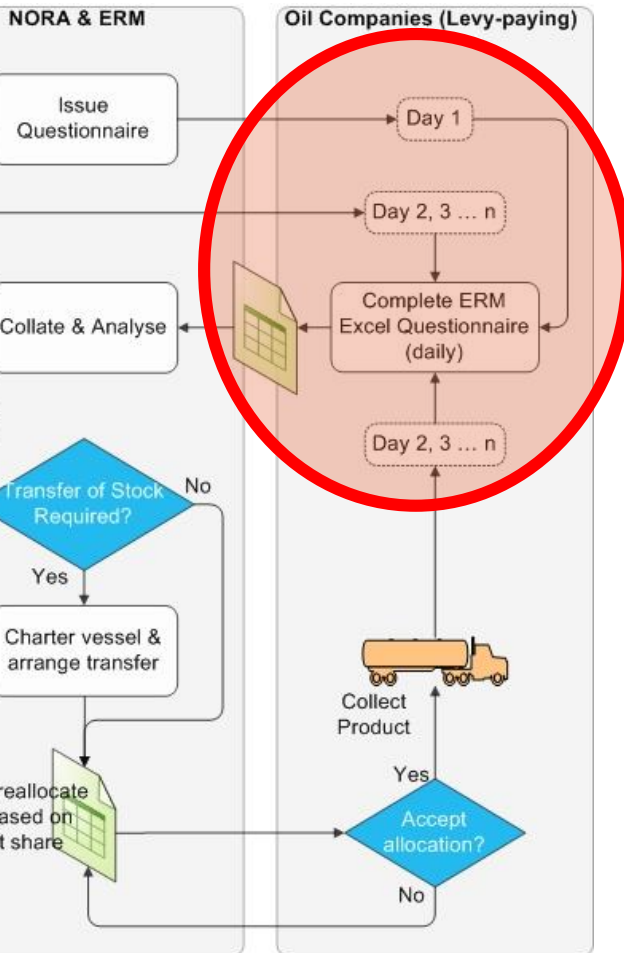 NORA & ERM
Oil Companies (Levy-paying)
Issue
Questionnaire
Day 1
Day 2, 3 ... n
Collate & Analyse
Complete ERM
Excel Questionnaire
(daily)
Day 2, 3 ... n
Transfer of Stock
Required?
No
Yes
Charter vessel &
arrange transfer
Collect
Product
reallocate
ased on
t share
Yes
Accept
allocation?
No